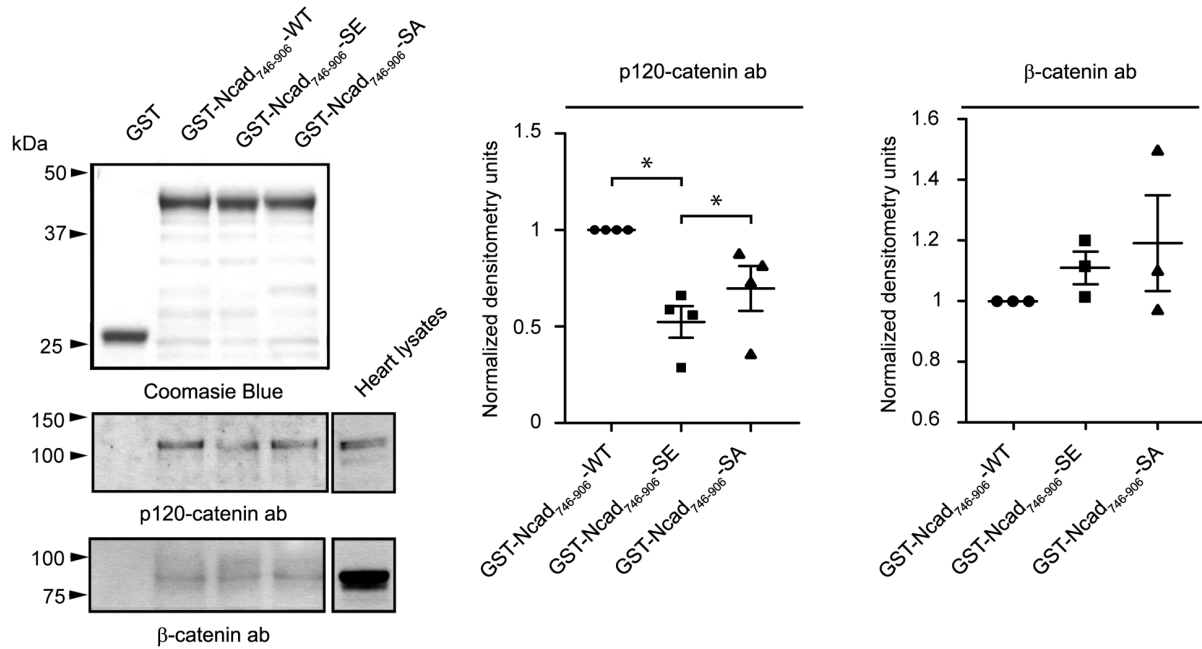 GST
GST-Ncad746-906-WT
GST-Ncad746-906-SE
GST-Ncad746-906-SA
kDa
50
37
25
Coomasie Blue
Heart lysates
150
100
p120-catenin ab
100
75
β-catenin ab
p120-catenin ab
Normalized densitometry units
1.5
1
0.5
0
*
*
GST-Ncad746-906-WT
GST-Ncad746-906-SE
GST-Ncad746-906-SA
β-catenin ab
Normalized densitometry units
1.6
1.4
1.2
1
0.8
0.6
GST-Ncad746-906-WT
GST-Ncad746-906-SE
GST-Ncad746-906-SA